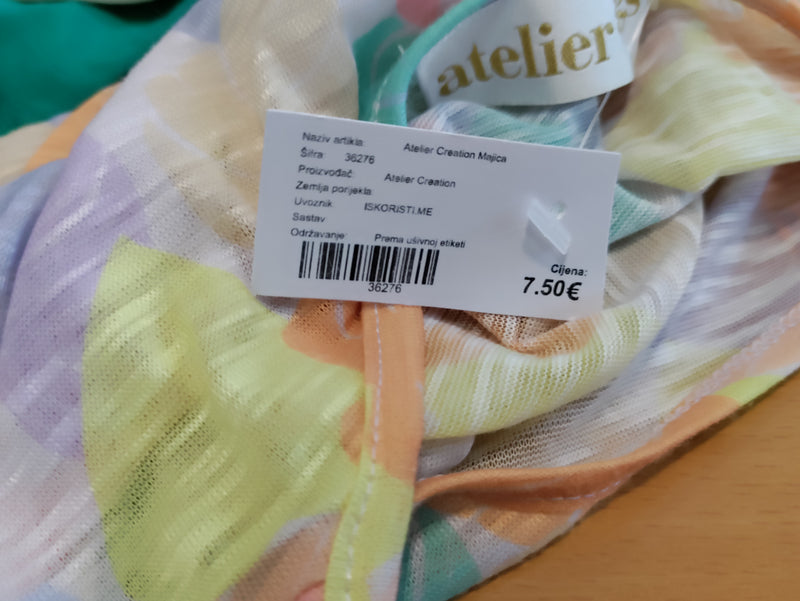 atelier
Naziv artikla: Atelier Creation Majica
Šifra: 36276
Proizvođač: Atelier Creation
Zemlja porijekla:
Uvoznik ISKORISTI.ME
Sastav
Održavanje: Prema ušivnoj etiketi
36276
Cijena:
7.50€